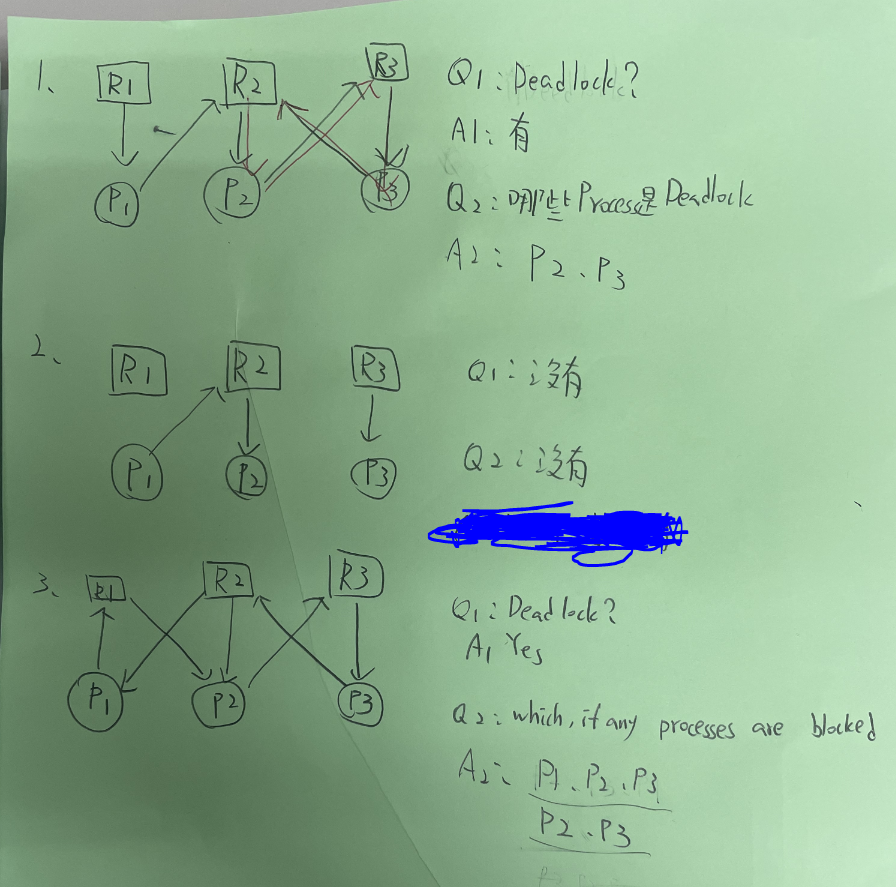 1、
R1 R2 R3
P1 P2 P3
Q1：Deadlock?
A1：有
Q2：哪些Process是Deadlock
A2：P2、P3
2、
R1 R2 R3
P1 P2 P3
Q1：没有
Q2：没有
3、
R1 R2 R3
P1 P2 P3
Q1：Deadlock?
A1 Yes
Q2：which, if any processes are blocked
A2：P1、P2、P3
P2、P3